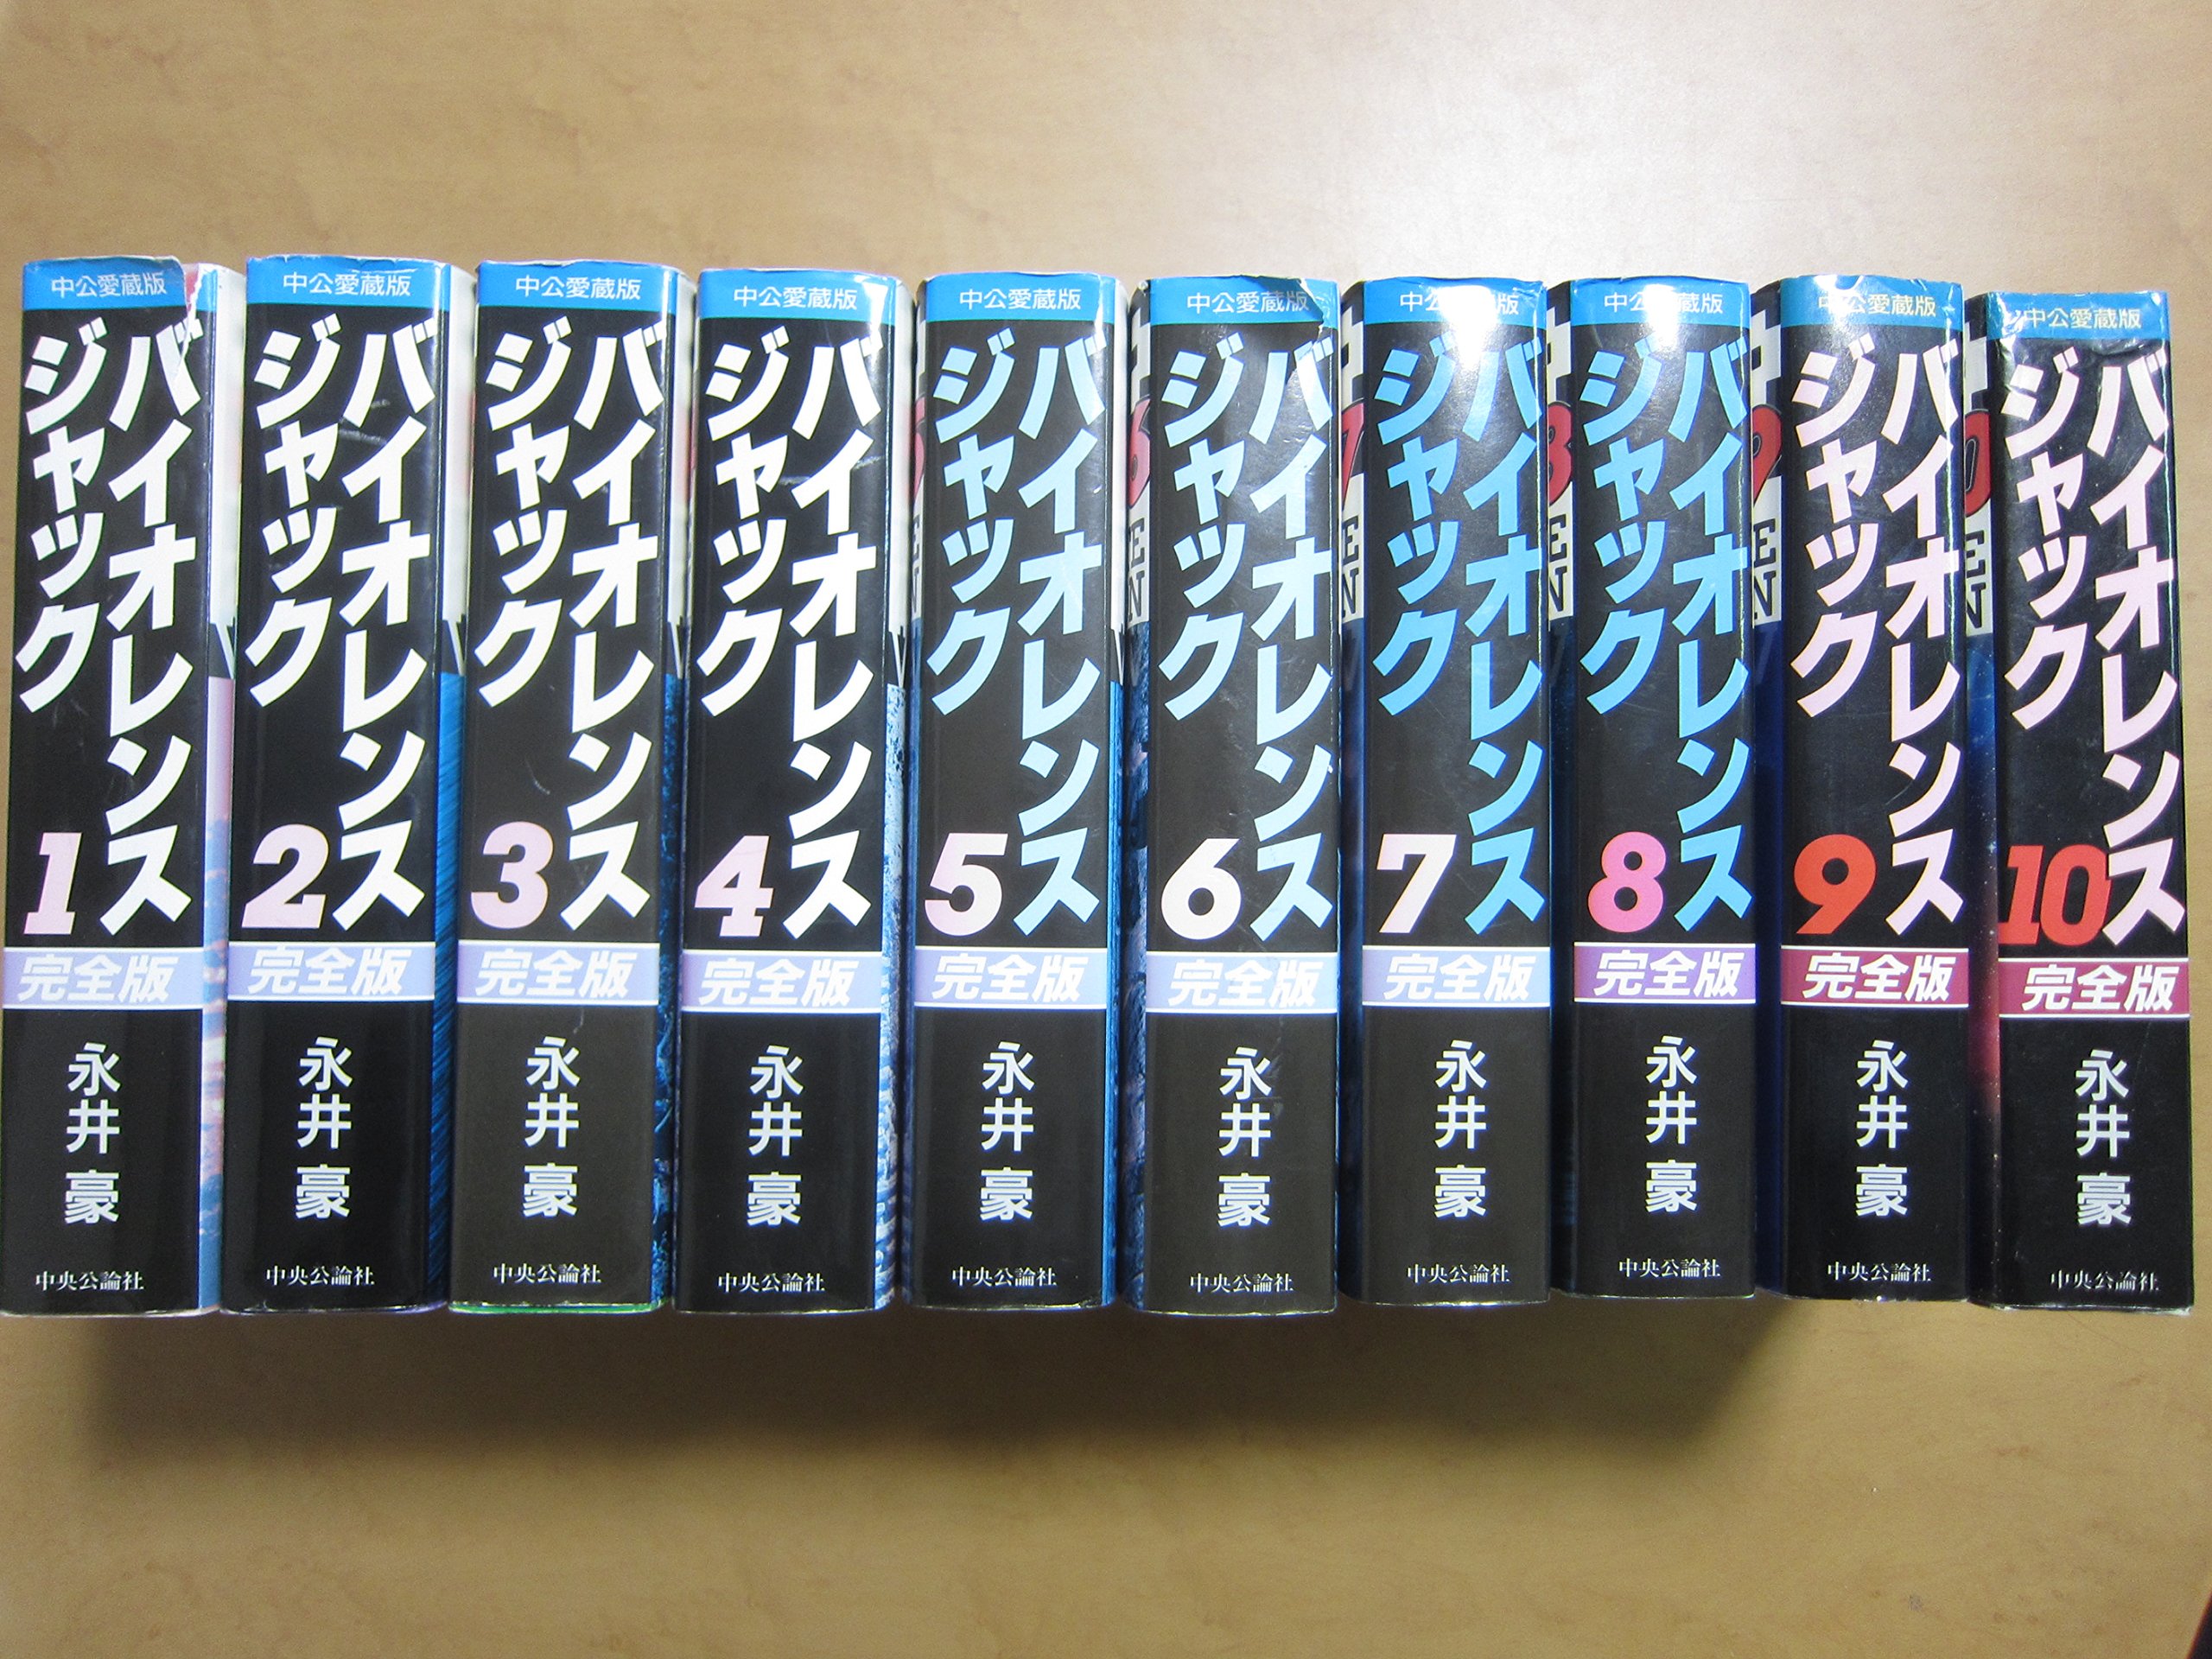 中公愛蔵版
バイオレンス
ジャック
1
完全版
永井豪
中央公論社
中公愛蔵版
バイオレンス
ジャック
2
完全版
永井豪
中央公論社
中公愛蔵版
バイオレンス
ジャック
3
完全版
永井豪
中央公論社
中公愛蔵版
バイオレンス
ジャック
4
完全版
永井豪
中央公論社
中公愛蔵版
バイオレンス
ジャック
5
完全版
永井豪
中央公論社
中公愛蔵版
バイオレンス
ジャック
6
完全版
永井豪
中央公論社
中公愛蔵版
バイオレンス
ジャック
7
完全版
永井豪
中央公論社
中公愛蔵版
バイオレンス
ジャック
8
完全版
永井豪
中央公論社
中公愛蔵版
バイオレンス
ジャック
9
完全版
永井豪
中央公論社
中公愛蔵版
バイオレンス
ジャック
10
完全版
永井豪
中央公論社